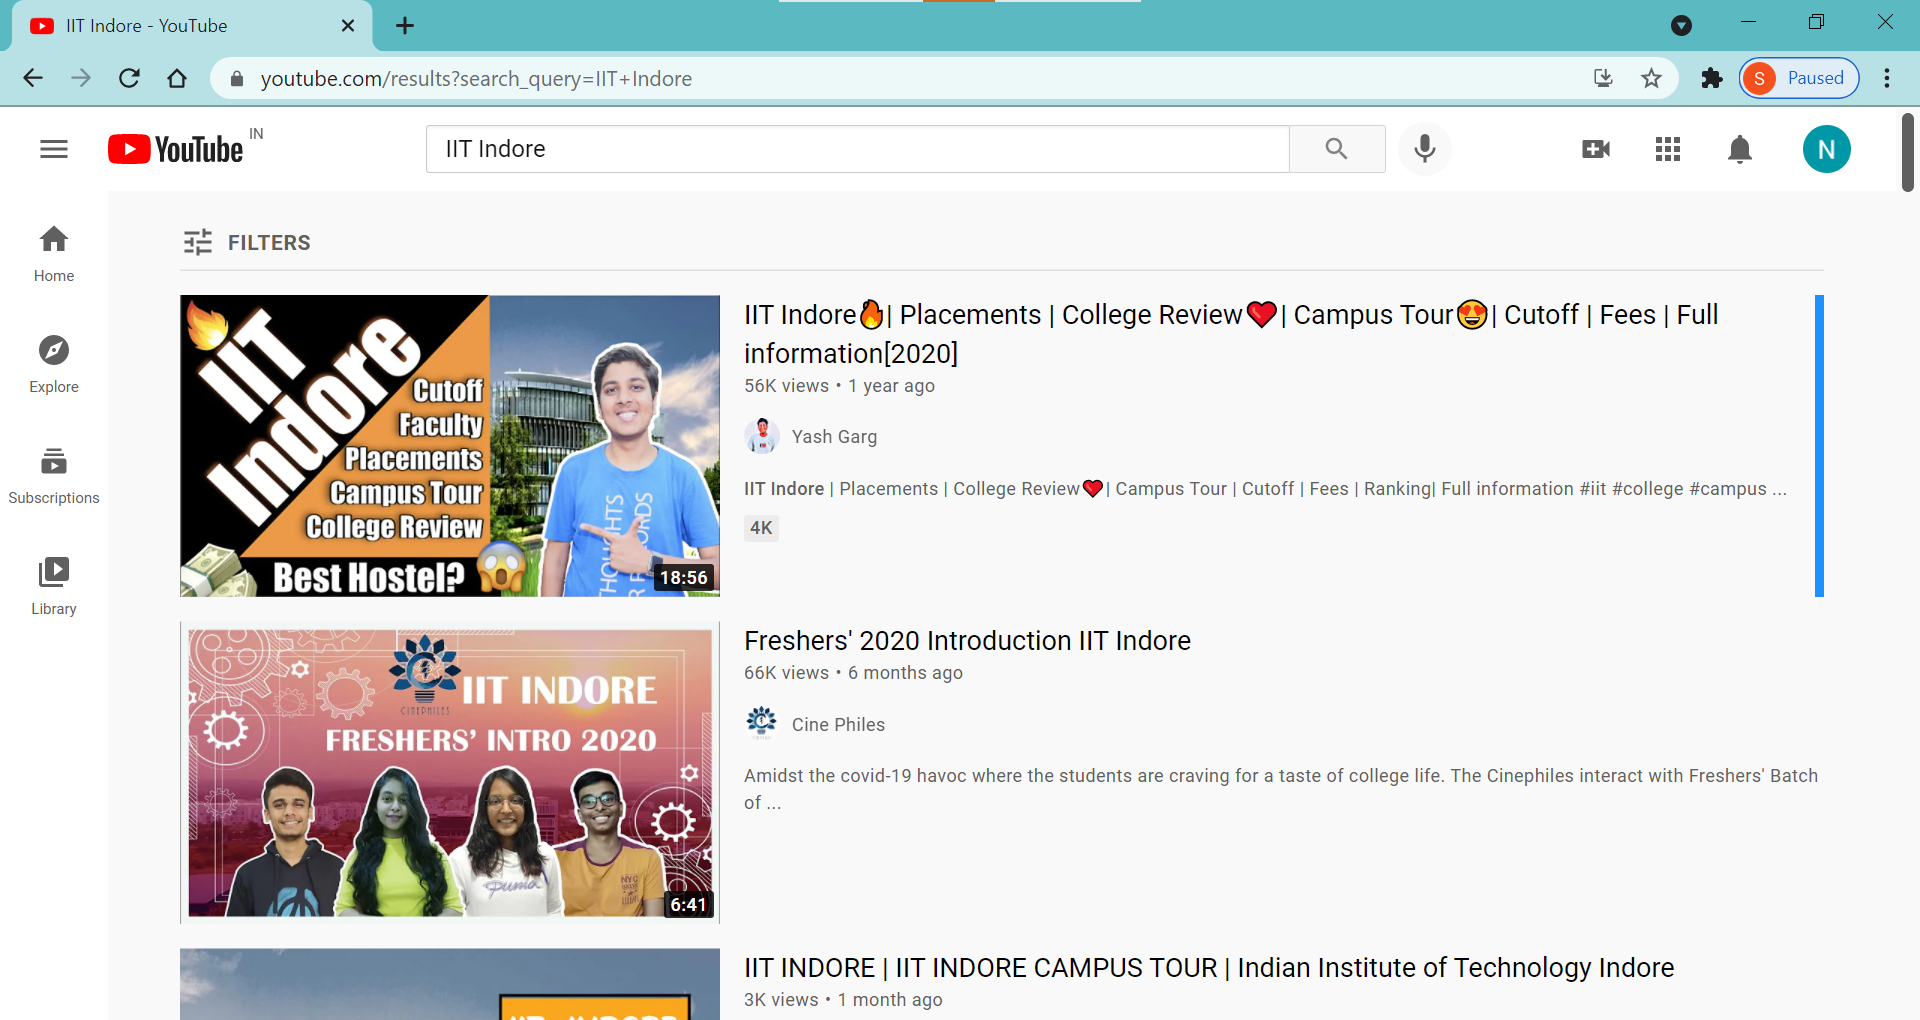 IIT Indore - YouTube
youtube.com/results?search_query=IIT+Indore
S Paused
YouTube IN
IIT Indore
N
Home
Explore
Subscriptions
Library
FILTERS
IIT
Indore
Cutoff
Faculty
Placements
Campus Tour
College Review
Best Hostel?
THOUGHTS
18:56
IIT Indore🔥| Placements | College Review❤️| Campus Tour😍| Cutoff | Fees | Full
information[2020]
56K views • 1 year ago
Yash Garg
IIT Indore | Placements | College Review❤️| Campus Tour | Cutoff | Fees | Ranking| Full information #iit #college #campus ...
4K
CINEPHILES
IIT INDORE
FRESHERS' INTRO 2020
puma
NYC
6:41
Freshers' 2020 Introduction IIT Indore
66K views • 6 months ago
Cine Philes
Amidst the covid-19 havoc where the students are craving for a taste of college life. The Cinephiles interact with Freshers' Batch
of ...
IIT INDORE | IIT INDORE CAMPUS TOUR | Indian Institute of Technology Indore
3K views • 1 month ago